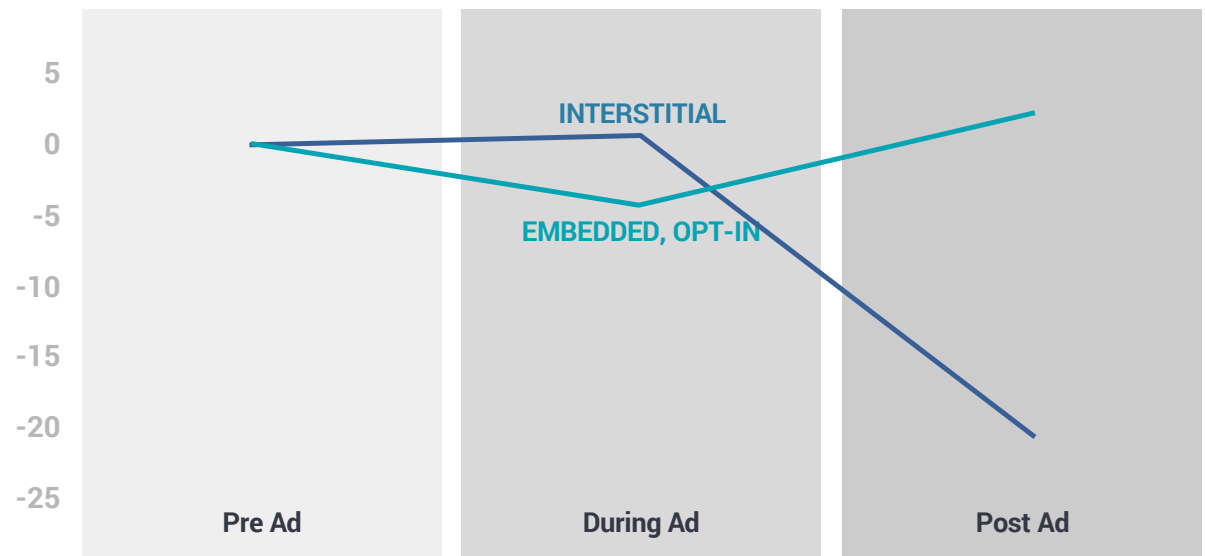 5
INTERSTITIAL
0
-5
EMBEDDED, OPT-IN
-10
-15
-20
-25
Pre Ad
During Ad
Post Ad